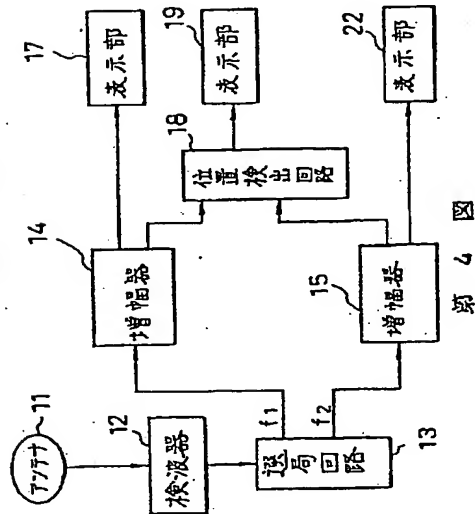 アンテナ
11
検波器
12
選局回路
13
f1
f2
増幅器
14
増幅器
15
表示部
17
位置検出回路
18
表示部
19
表示部
22
第 4 図